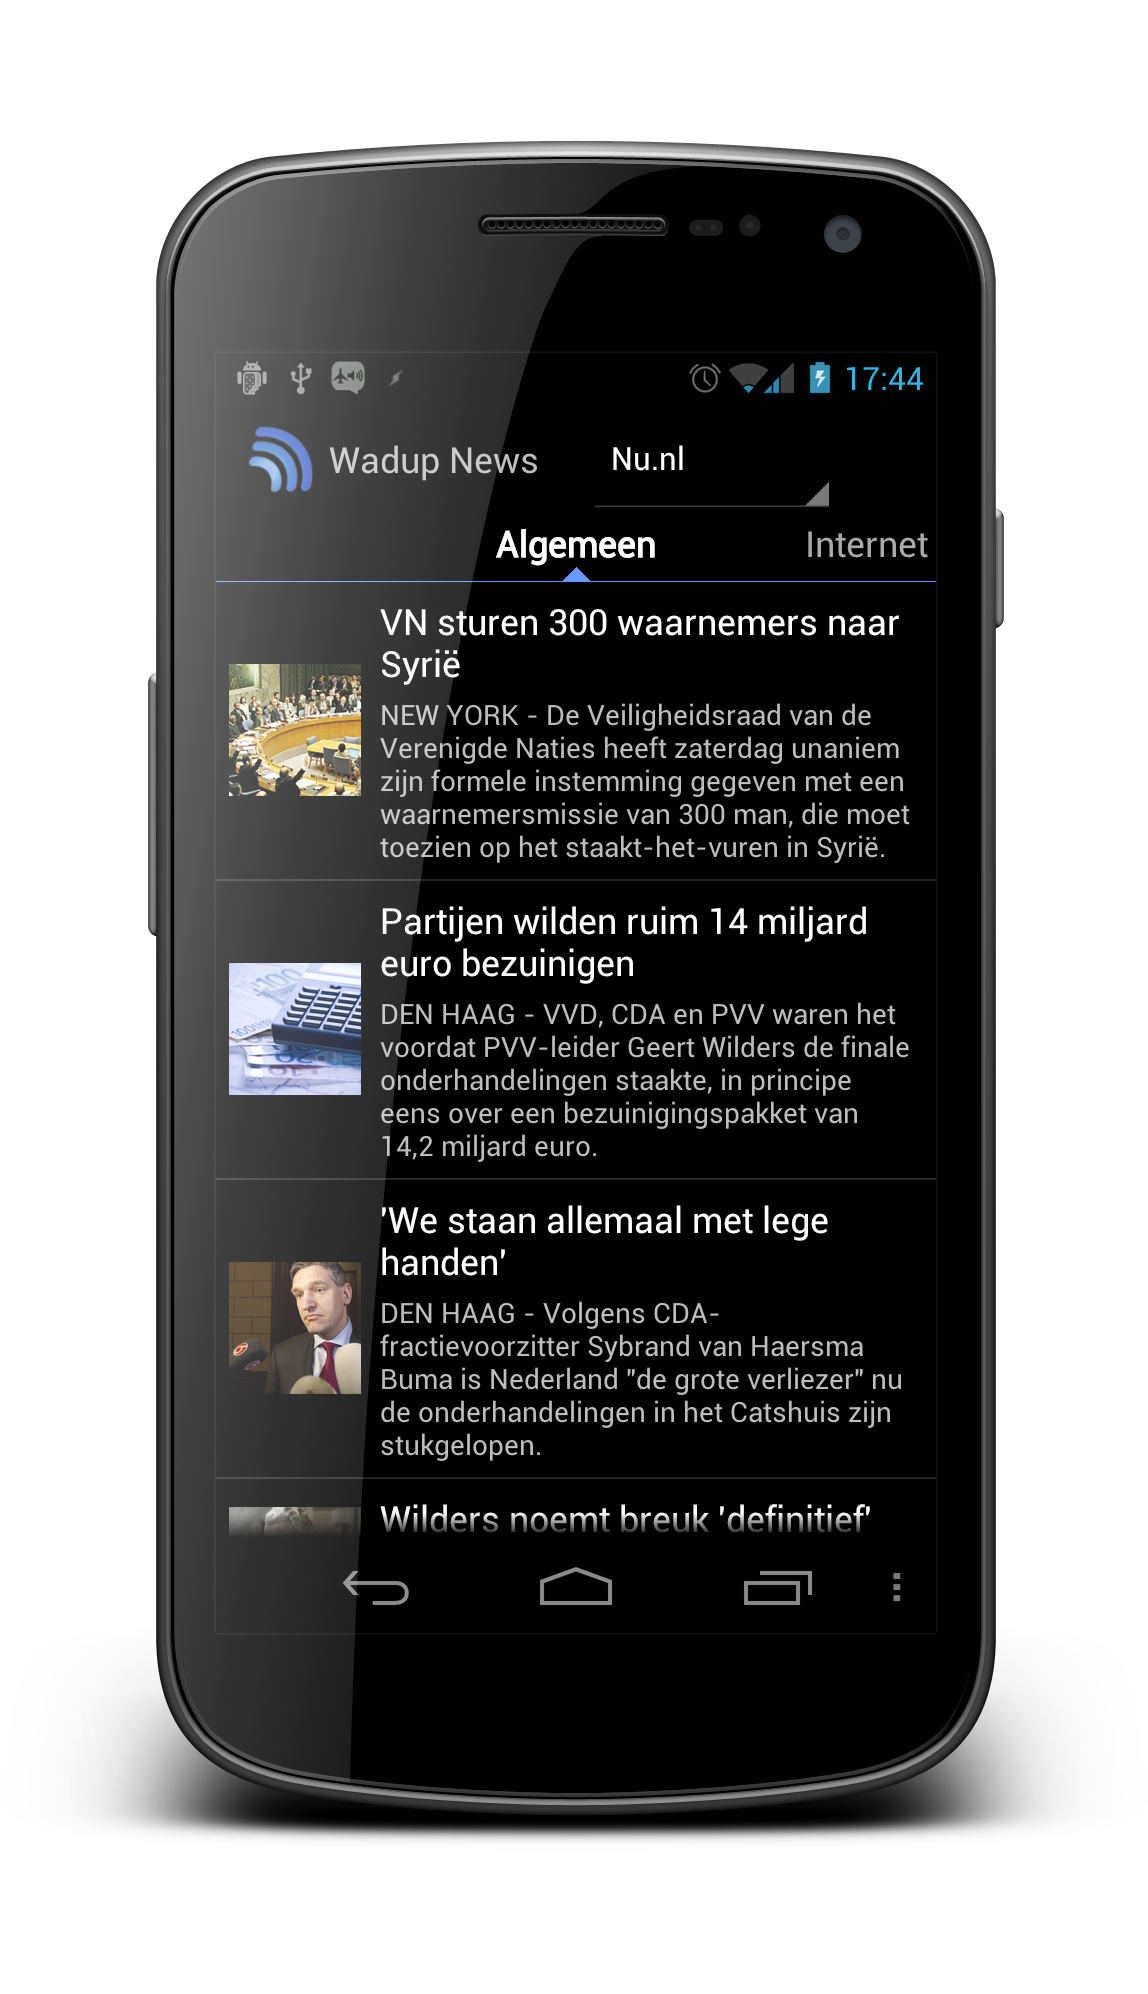 17:44
Wadup News
Nu.nl
Algemeen
Internet
VN sturen 300 waarnemers naar
Syrië
NEW YORK - De Veiligheidsraad van de
Verenigde Naties heeft zaterdag unaniem
zijn formele instemming gegeven met een
waarnemersmissie van 300 man, die moet
toezien op het staakt-het-vuren in Syrië.
Partijen wilden ruim 14 miljard
euro bezuinigen
DEN HAAG - VVD, CDA en PVV waren het
voordat PVV-leider Geert Wilders de finale
onderhandelingen staakte, in principe
eens over een bezuinigingspakket van
14,2 miljard euro.
'We staan allemaal met lege
handen'
DEN HAAG - Volgens CDA-
fractievoorzitter Sybrand van Haersma
Buma is Nederland "de grote verliezer" nu
de onderhandelingen in het Catshuis zijn
stukgelopen.
Wilders noemt breuk 'definitief'